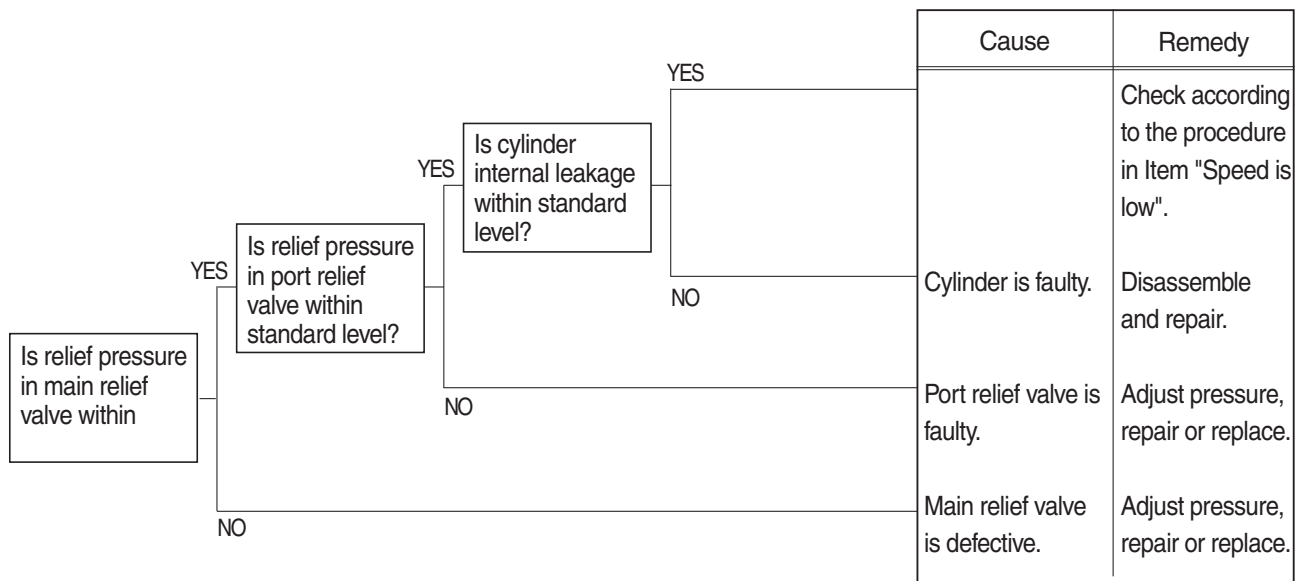 Cause
Remedy
YES
Check according
to the procedure
in Item "Speed is
low".
YES
Is cylinder
internal leakage
within standard
level?
NO
Cylinder is faulty.
Disassemble
and repair.
YES
Is relief pressure
in port relief
valve within
standard level?
NO
Port relief valve is
faulty.
Adjust pressure,
repair or replace.
Is relief pressure
in main relief
valve within
NO
Main relief valve
is defective.
Adjust pressure,
repair or replace.